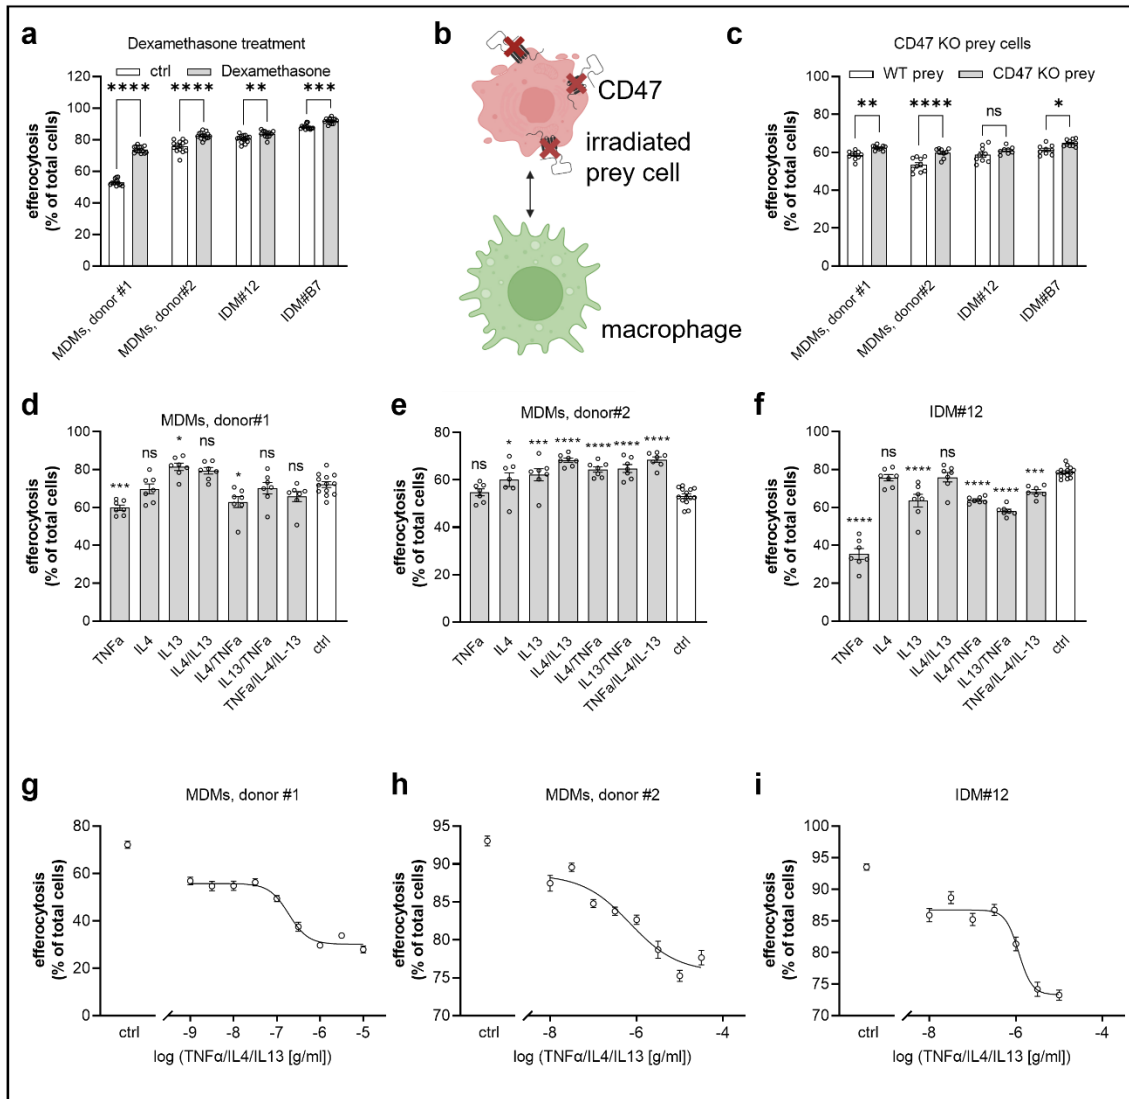 a
Dexamethasone treatment
ctrl Dexamethasone
**** **** ** ***
120
100
80
60
40
20
0
efferocytosis
(% of total cells)
MDMs, donor #1
MDMs, donor#2
IDM#12
IDM#B7
b
CD47
irradiated
prey cell
macrophage
c
CD47 KO prey cells
WT prey CD47 KO prey
** **** ns *
100
80
60
40
20
0
efferocytosis
(% of total cells)
MDMs, donor #1
MDMs, donor#2
IDM#12
IDM#B7
d
MDMs, donor#1
*** ns * ns * ns ns
100
80
60
40
20
0
efferocytosis
(% of total cells)
TNFa
IL4
IL13
IL4/IL13
IL4/TNFa
IL13/TNFa
TNFa/IL-4/IL-13
ctrl
e
MDMs, donor#2
ns * *** **** **** **** ****
80
60
40
20
0
efferocytosis
(% of total cells)
TNFa
IL4
IL13
IL4/IL13
IL4/TNFa
IL13/TNFa
TNFa/IL-4/IL-13
ctrl
f
IDM#12
**** ns **** ns **** **** ***
100
80
60
40
20
0
efferocytosis
(% of total cells)
TNFa
IL4
IL13
IL4/IL13
IL4/TNFa
IL13/TNFa
TNFa/IL-4/IL-13
ctrl
g
MDMs, donor #1
80
60
40
20
0
efferocytosis
(% of total cells)
ctrl -9 -8 -7 -6 -5
log (TNFα/IL4/IL13 [g/ml])
h
MDMs, donor #2
95
90
85
80
75
70
efferocytosis
(% of total cells)
ctrl -8 -6 -4
log (TNFα/IL4/IL13 [g/ml])
i
IDM#12
100
95
90
85
80
75
70
efferocytosis
(% of total cells)
ctrl -8 -6 -4
log (TNFα/IL4/IL13 [g/ml])